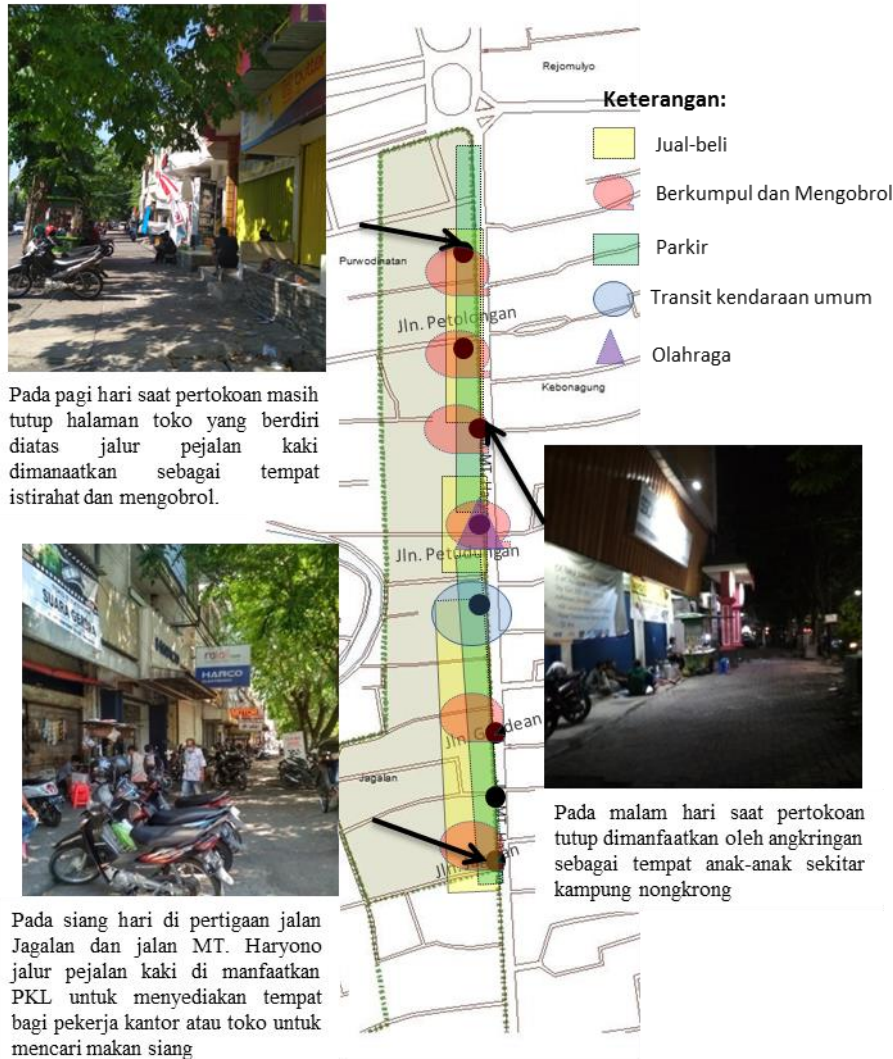 Rejomulyo
Keterangan:
Jual-beli
Berkumpul dan Mengobrol
Parkir
Transit kendaraan umum
Olahraga
Purwodinatan
Jln. Petolongan
Kebonagung
Pada pagi hari saat pertokoan masih
tutup halaman toko yang berdiri
diatas jalur pejalan kaki
dimanaatkan sebagai tempat
istirahat dan mengobrol.
Jln. Petudungan
SUARA GEMPITA
HARCO
Jagalan
Pada malam hari saat pertokoan
tutup dimanfaatkan oleh angkringan
sebagai tempat anak-anak sekitar
kampung nongkrong
Pada siang hari di pertigaan jalan
Jagalan dan jalan MT. Haryono
jalur pejalan kaki di manfaatkan
PKL untuk menyediakan tempat
bagi pekerja kantor atau toko untuk
mencari makan siang